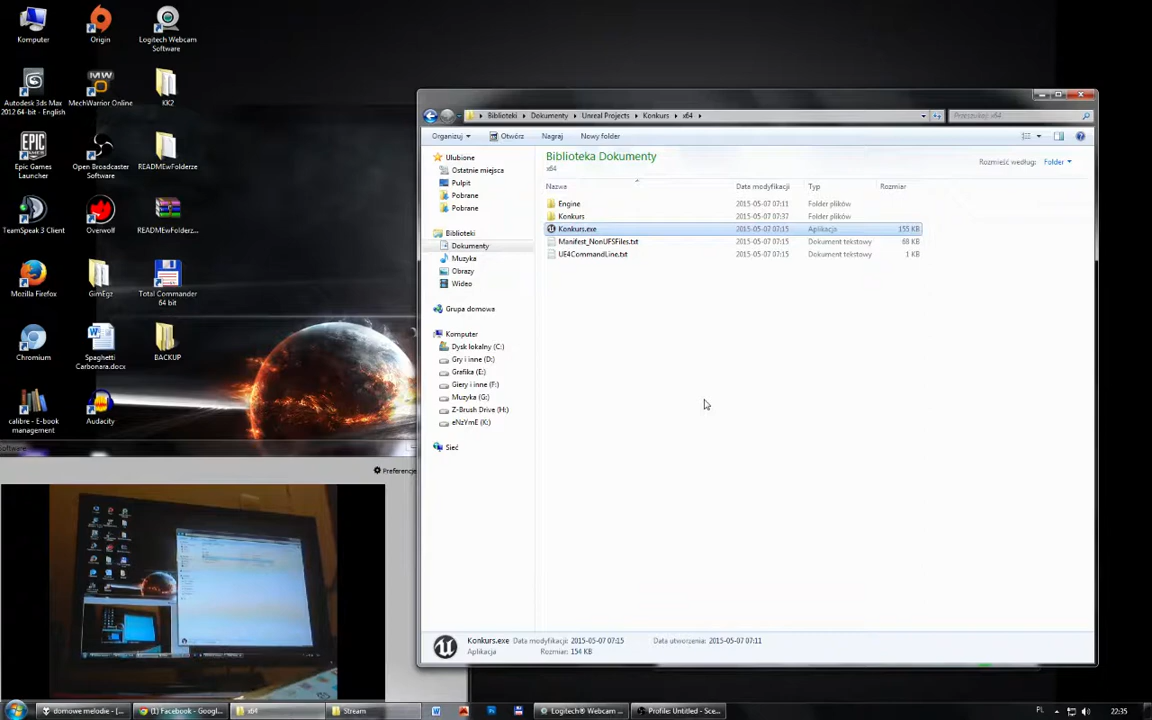 Komputer
Origin
Logitech Webcam
Software
Autodesk 3ds Max
2012 64-bit - English
MechWarrior Online
KK2
Epic Games
Launcher
Open Broadcaster
Software
READMEwFolderze
TeamSpeak 3 Client
Overwolf
READMEwFolderz...
Mozilla Firefox
GimEgz
Total Commander
64 bit
Chromium
Spaghetti
Carbonara.docx
BACKUP
calibre - E-book
management
Audacity
Preferencje
Biblioteki
Dokumenty
Unreal Projects
Konkurs
x64
Przeszukaj: x64
Organizuj
Otwórz
Nagraj
Nowy folder
Biblioteka Dokumenty
x64
Rozmieść według: Folder
Nazwa
Data modyfikacji
Typ
Rozmiar
Engine 2015-05-07 07:11 Folder plików
Konkurs 2015-05-07 07:37 Folder plików
Konkurs.exe 2015-05-07 07:15 Aplikacja 155 KB
Manifest_NonUFSFiles.txt 2015-05-07 07:15 Dokument tekstowy 68 KB
UE4CommandLine.txt 2015-05-07 07:15 Dokument tekstowy 1 KB
Ulubione
Ostatnie miejsca
Pulpit
Pobrane
Pobrane
Biblioteki
Dokumenty
Muzyka
Obrazy
Wideo
Grupa domowa
Komputer
Dysk lokalny (C:)
Gry i inne (D:)
Grafika (E:)
Giery i inne (F:)
Muzyka (G:)
Z-Brush Drive (H:)
eNzYmE (K:)
Sieć
Konkurs.exe Data modyfikacji: 2015-05-07 07:15 Data utworzenia: 2015-05-07 07:11
Aplikacja Rozmiar: 154 KB
domowe melodie - [...
(1) Facebook - Googl...
x64
Stream
Logitech® Webcam ...
Profile: Untitled - Sce...
PL
22:35